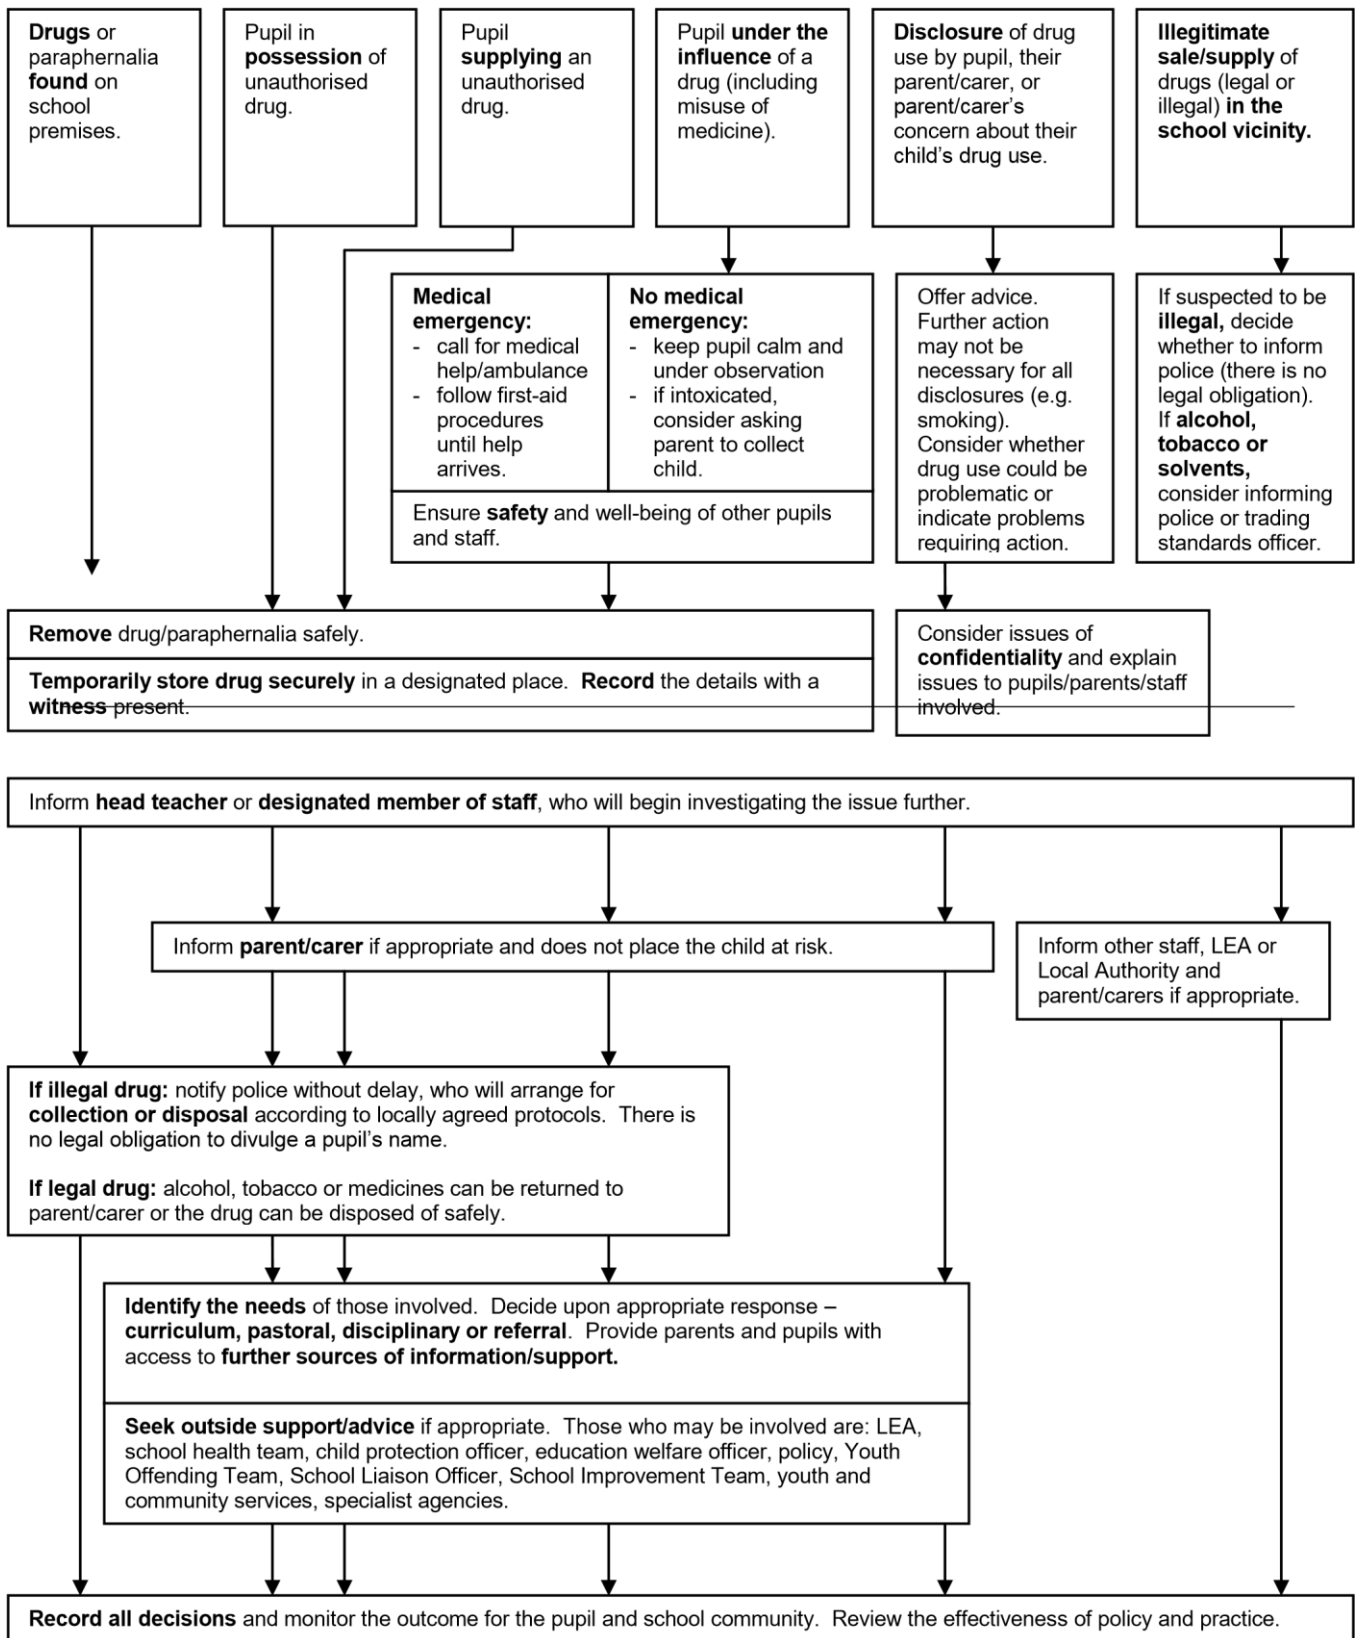 Drugs or
paraphernalia
found on
school
premises.
Pupil in
possession of
unauthorised
drug.
Pupil
supplying an
unauthorised
drug.
Pupil under the
influence of a
drug (including
misuse of
medicine).
Disclosure of drug
use by pupil, their
parent/carer, or
parent/carer’s
concern about their
child’s drug use.
Illegitimate
sale/supply of
drugs (legal or
illegal) in the
school vicinity.
Medical
emergency:
- call for medical
help/ambulance
- follow first-aid
procedures
until help
arrives.
No medical
emergency:
- keep pupil calm and
under observation
- if intoxicated,
consider asking
parent to collect
child.
Ensure safety and well-being of other pupils
and staff.
Offer advice.
Further action
may not be
necessary for all
disclosures (e.g.
smoking).
Consider whether
drug use could be
problematic or
indicate problems
requiring action.
If suspected to be
illegal, decide
whether to inform
police (there is no
legal obligation).
If alcohol,
tobacco or
solvents,
consider informing
police or trading
standards officer.
Remove drug/paraphernalia safely.
Temporarily store drug securely in a designated place. Record the details with a
witness present.
Consider issues of
confidentiality and explain
issues to pupils/parents/staff
involved.
Inform head teacher or designated member of staff, who will begin investigating the issue further.
Inform parent/carer if appropriate and does not place the child at risk.
Inform other staff, LEA or
Local Authority and
parent/carers if appropriate.
If illegal drug: notify police without delay, who will arrange for
collection or disposal according to locally agreed protocols. There is
no legal obligation to divulge a pupil’s name.
If legal drug: alcohol, tobacco or medicines can be returned to
parent/carer or the drug can be disposed of safely.
Identify the needs of those involved. Decide upon appropriate response –
curriculum, pastoral, disciplinary or referral. Provide parents and pupils with
access to further sources of information/support.
Seek outside support/advice if appropriate. Those who may be involved are: LEA,
school health team, child protection officer, education welfare officer, policy, Youth
Offending Team, School Liaison Officer, School Improvement Team, youth and
community services, specialist agencies.
Record all decisions and monitor the outcome for the pupil and school community. Review the effectiveness of policy and practice.